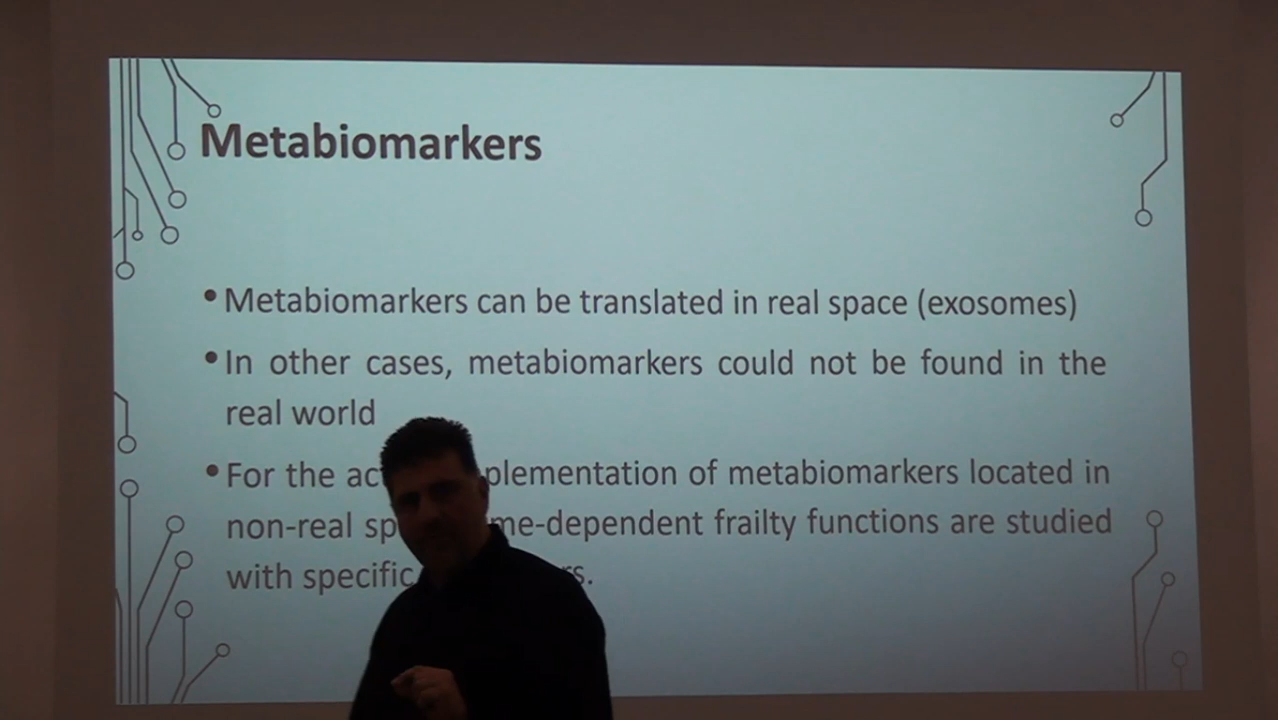 Metabiomarkers
• Metabiomarkers can be translated in real space (exosomes)
• In other cases, metabiomarkers could not be found in the
real world
• For the ac plementation of metabiomarkers located in
non-real sp me-dependent frailty functions are studied
with specific s.